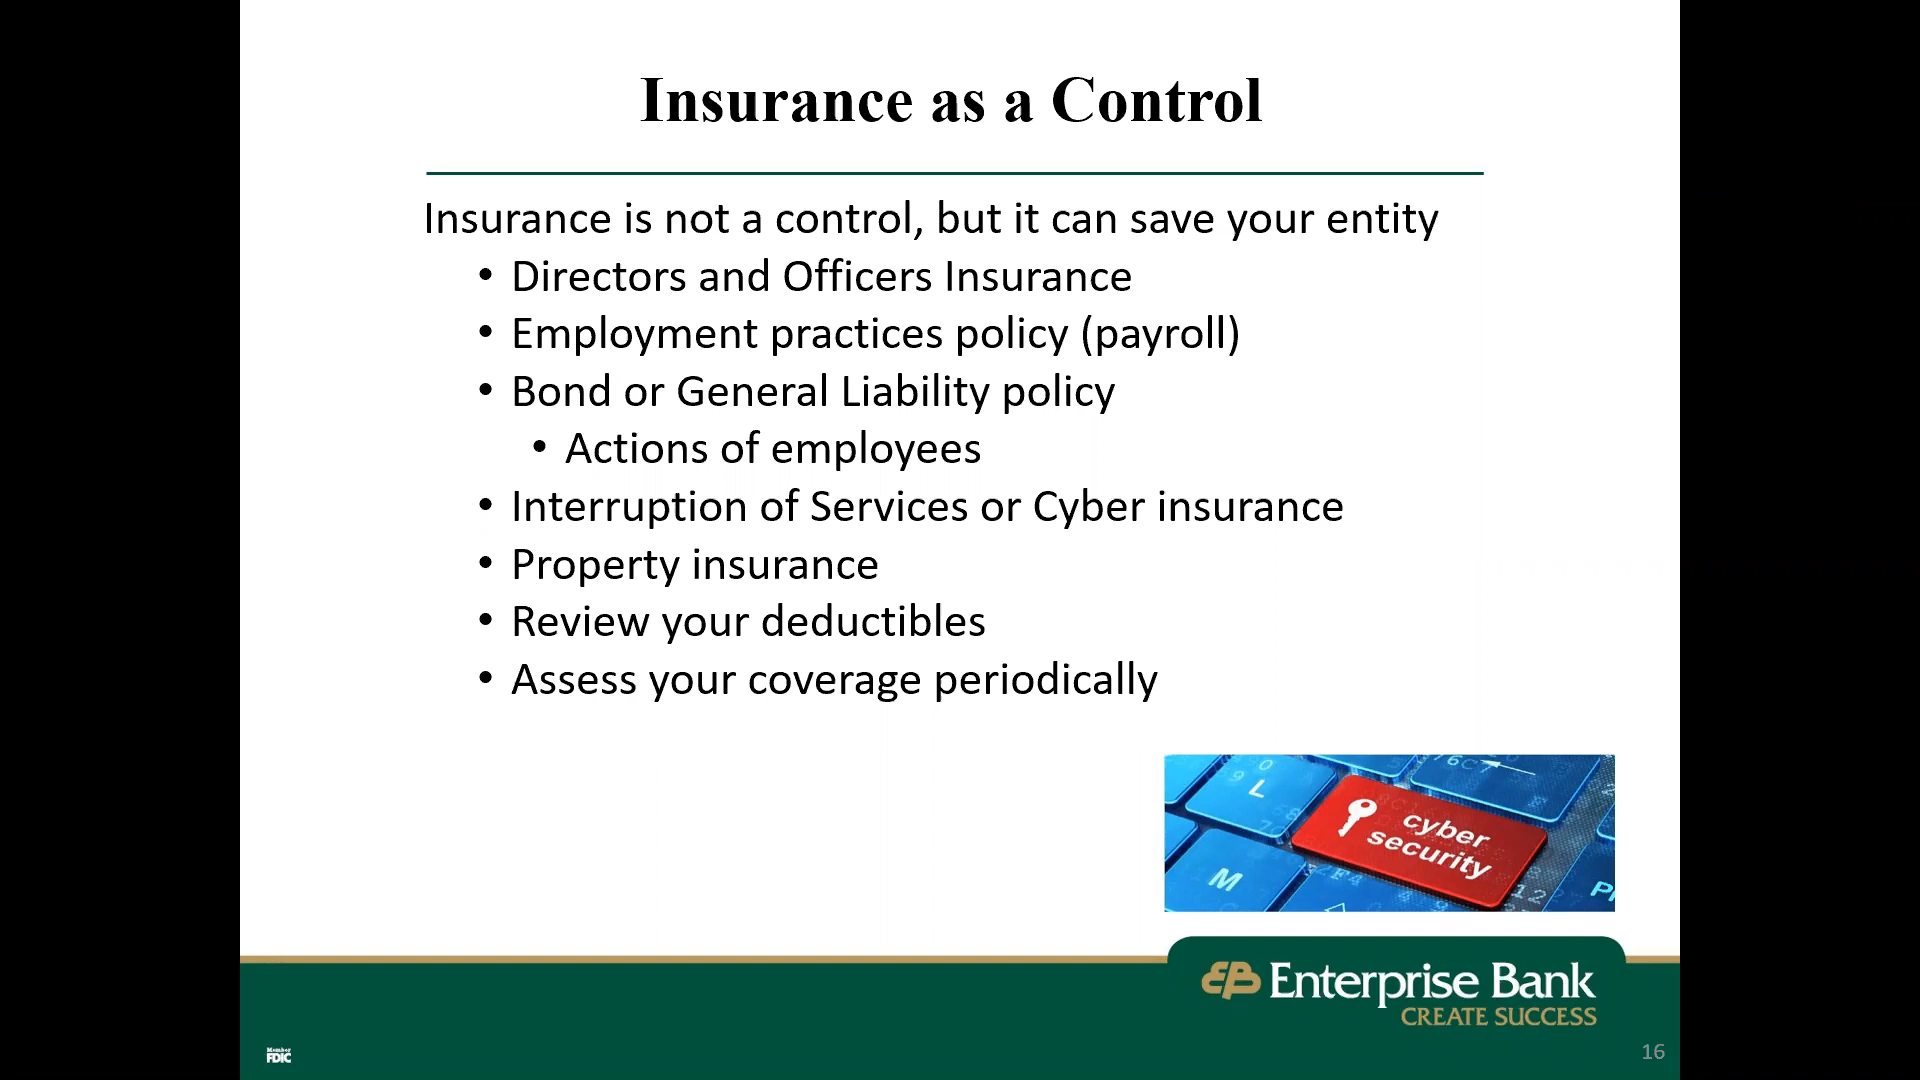 Insurance as a Control
Insurance is not a control, but it can save your entity
• Directors and Officers Insurance
• Employment practices policy (payroll)
• Bond or General Liability policy
• Actions of employees
• Interruption of Services or Cyber insurance
• Property insurance
• Review your deductibles
• Assess your coverage periodically
L
cyber
security
M
Enterprise Bank
CREATE SUCCESS
Member
FDIC
16